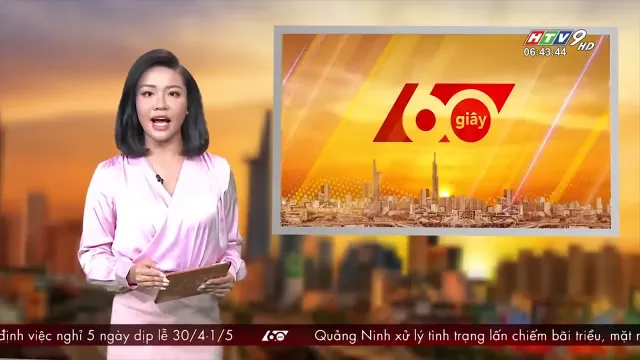 HTV9 HD
06:43:44
60 giây
định việc nghỉ 5 ngày dịp lễ 30/4-1/5 60 Quảng Ninh xử lý tình trạng lấn chiếm bãi triều, mặt